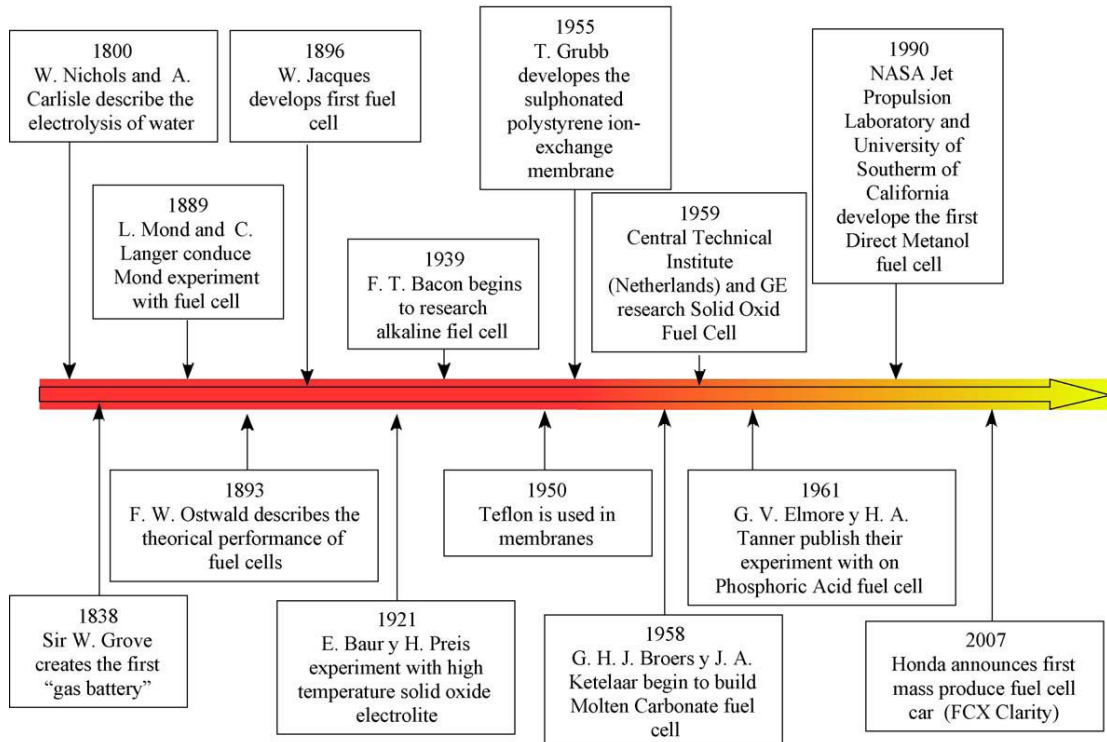 1800
W. Nichols and A.
Carlisle describe the
electrolysis of water
1896
W. Jacques
develops first fuel
cell
1955
T. Grubb
developes the
sulphonated
polystyrene ion-
exchange
membrane
1990
NASA Jet
Propulsion
Laboratory and
University of
Southerm of
California
develope the first
Direct Metanol
fuel cell
1889
L. Mond and C.
Langer conduce
Mond experiment
with fuel cell
1939
F. T. Bacon begins
to research
alkaline fiel cell
1959
Central Technical
Institute
(Netherlands) and GE
research Solid Oxid
Fuel Cell
1893
F. W. Ostwald describes the
theorical performance of
fuel cells
1950
Teflon is used in
membranes
1961
G. V. Elmore y H. A.
Tanner publish their
experiment with on
Phosphoric Acid fuel cell
1838
Sir W. Grove
creates the first
“gas battery”
1921
E. Baur y H. Preis
experiment with high
temperature solid oxide
electrolite
1958
G. H. J. Broers y J. A.
Ketelaar begin to build
Molten Carbonate fuel
cell
2007
Honda announces first
mass produce fuel cell
car (FCX Clarity)